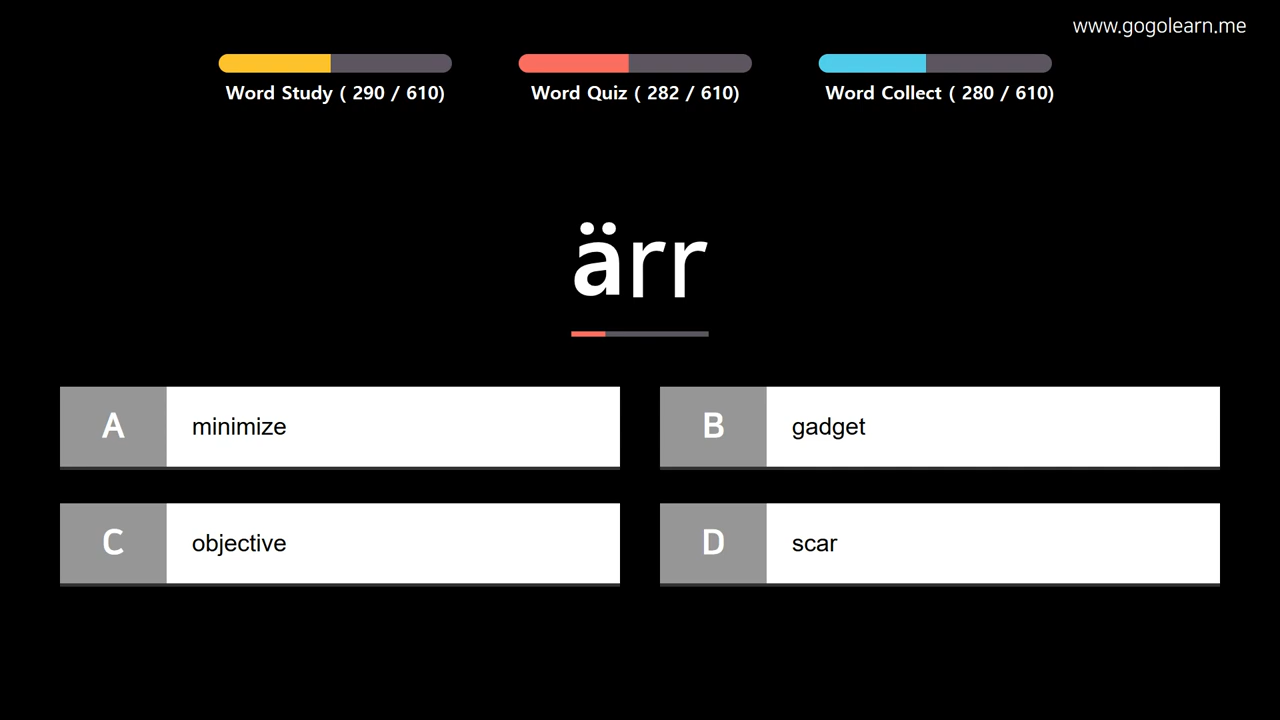 www.gogolearn.me
Word Study ( 290 / 610)
Word Quiz ( 282 / 610)
Word Collect ( 280 / 610)
ärr
A minimize
B gadget
C objective
D scar